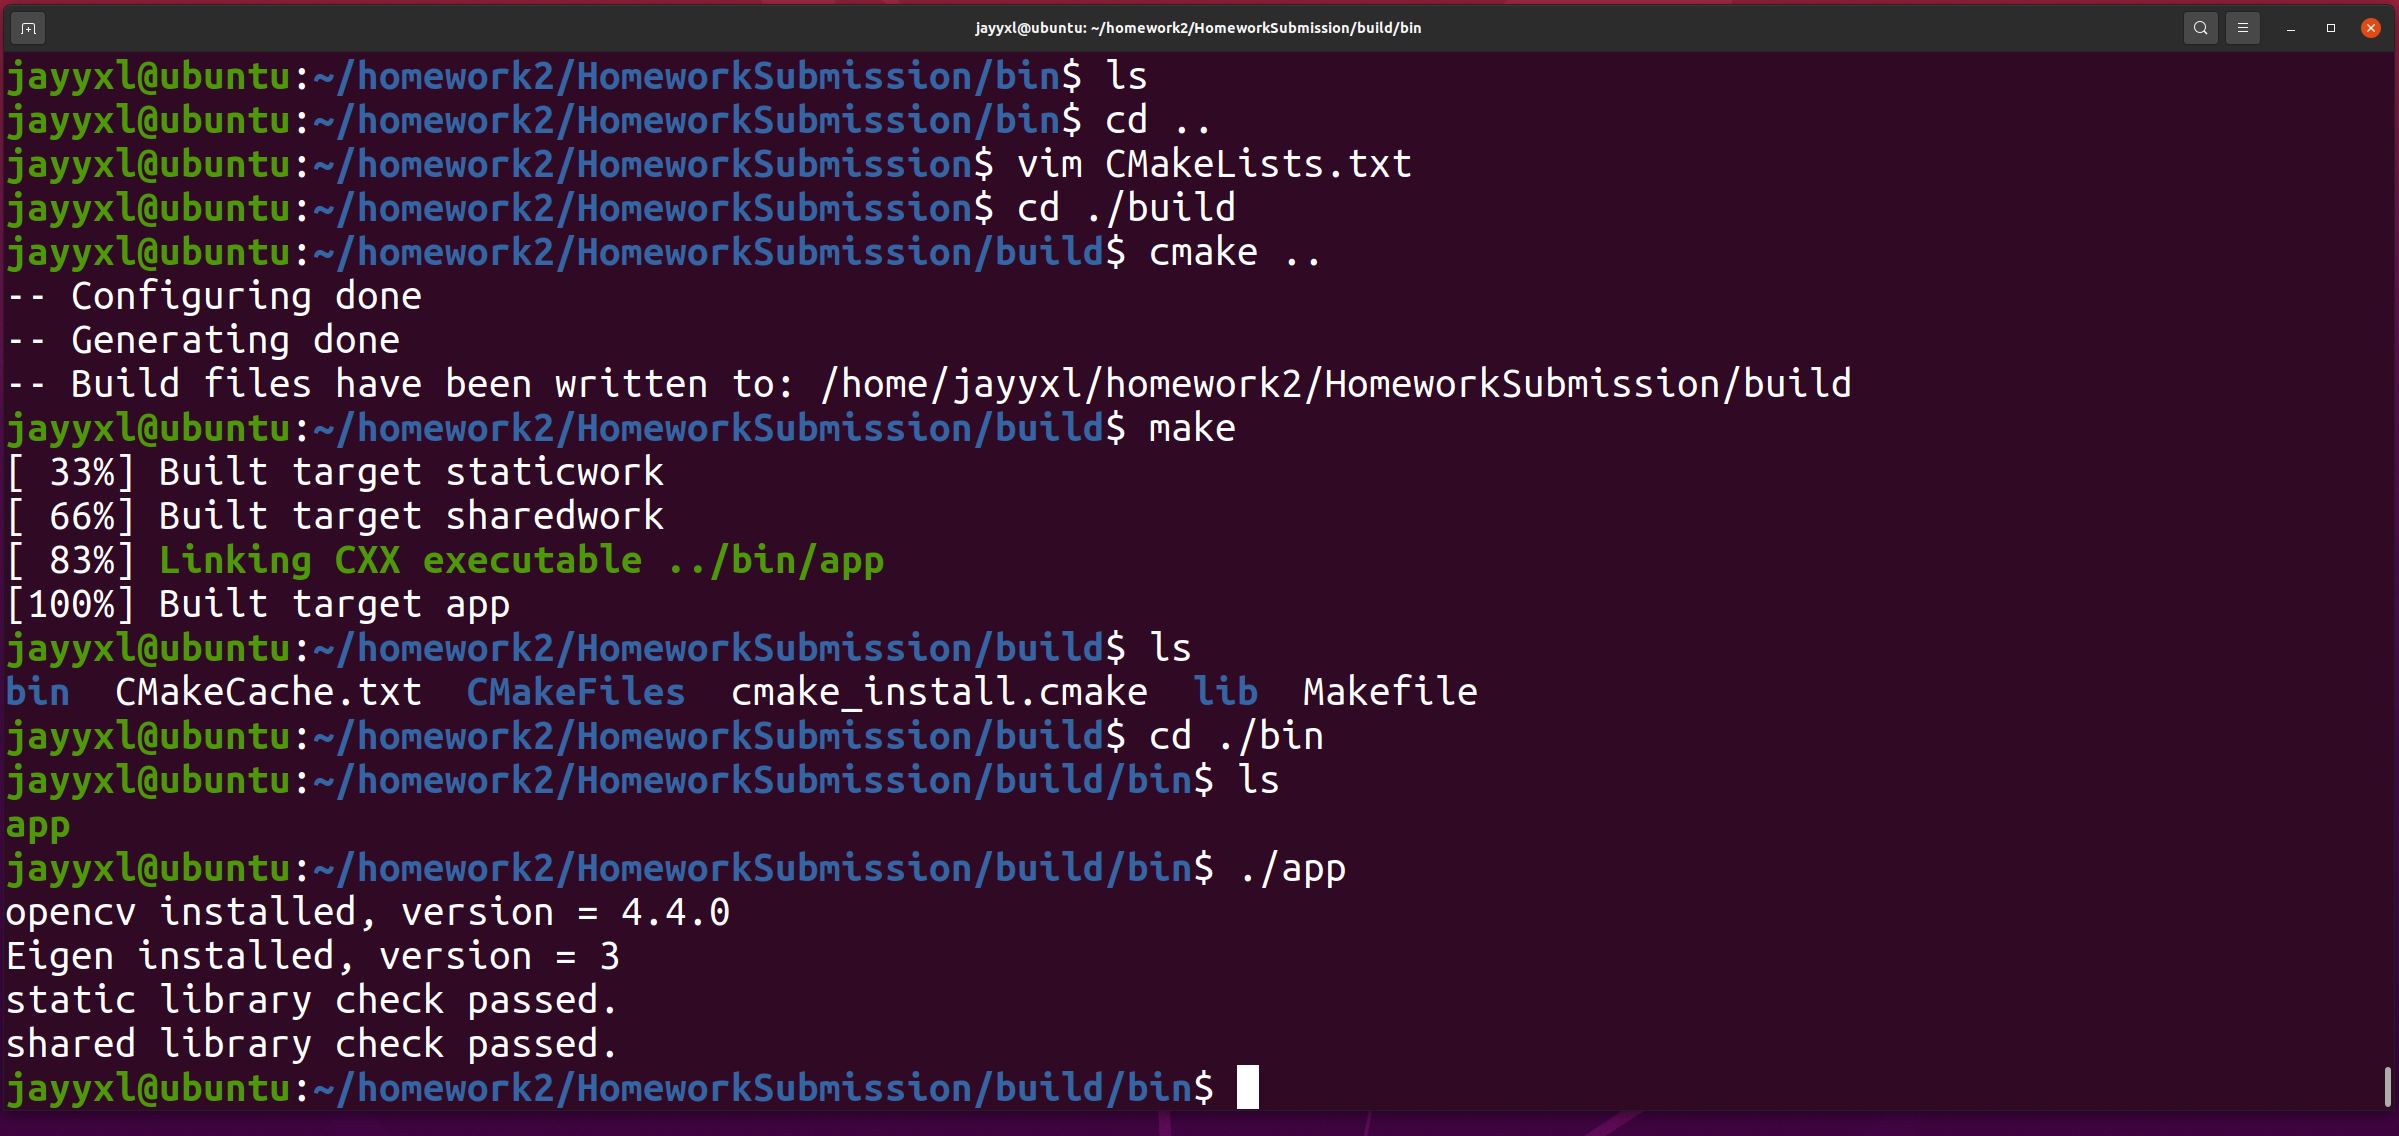 jayyxl@ubuntu: ~/homework2/HomeworkSubmission/build/bin
jayyxl@ubuntu:~/homework2/HomeworkSubmission/bin$ ls
jayyxl@ubuntu:~/homework2/HomeworkSubmission/bin$ cd ..
jayyxl@ubuntu:~/homework2/HomeworkSubmission$ vim CMakeLists.txt
jayyxl@ubuntu:~/homework2/HomeworkSubmission$ cd ./build
jayyxl@ubuntu:~/homework2/HomeworkSubmission/build$ cmake ..
-- Configuring done
-- Generating done
-- Build files have been written to: /home/jayyxl/homework2/HomeworkSubmission/build
jayyxl@ubuntu:~/homework2/HomeworkSubmission/build$ make
[ 33%] Built target staticwork
[ 66%] Built target sharedwork
[ 83%] Linking CXX executable ../bin/app
[100%] Built target app
jayyxl@ubuntu:~/homework2/HomeworkSubmission/build$ ls
bin  CMakeCache.txt  CMakeFiles  cmake_install.cmake  lib  Makefile
jayyxl@ubuntu:~/homework2/HomeworkSubmission/build$ cd ./bin
jayyxl@ubuntu:~/homework2/HomeworkSubmission/build/bin$ ls
app
jayyxl@ubuntu:~/homework2/HomeworkSubmission/build/bin$ ./app
opencv installed, version = 4.4.0
Eigen installed, version = 3
static library check passed.
shared library check passed.
jayyxl@ubuntu:~/homework2/HomeworkSubmission/build/bin$